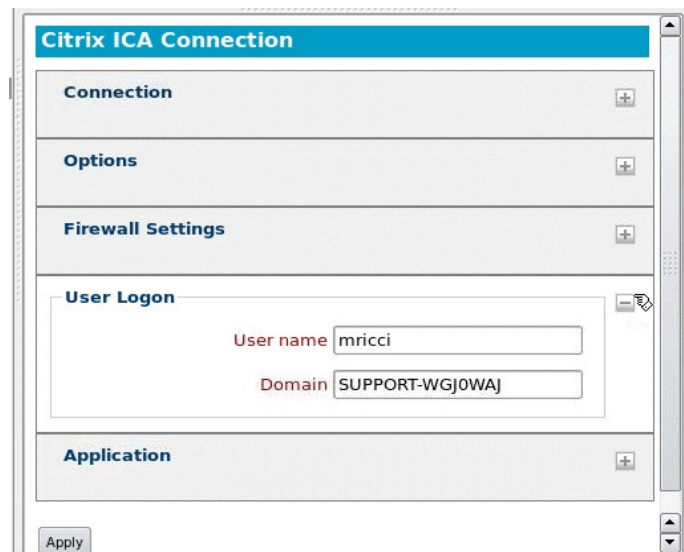 Citrix ICA Connection
Connection
Options
Firewall Settings
User Logon
User name mricci
Domain SUPPORT-WGJ0WAJ
Application
Apply